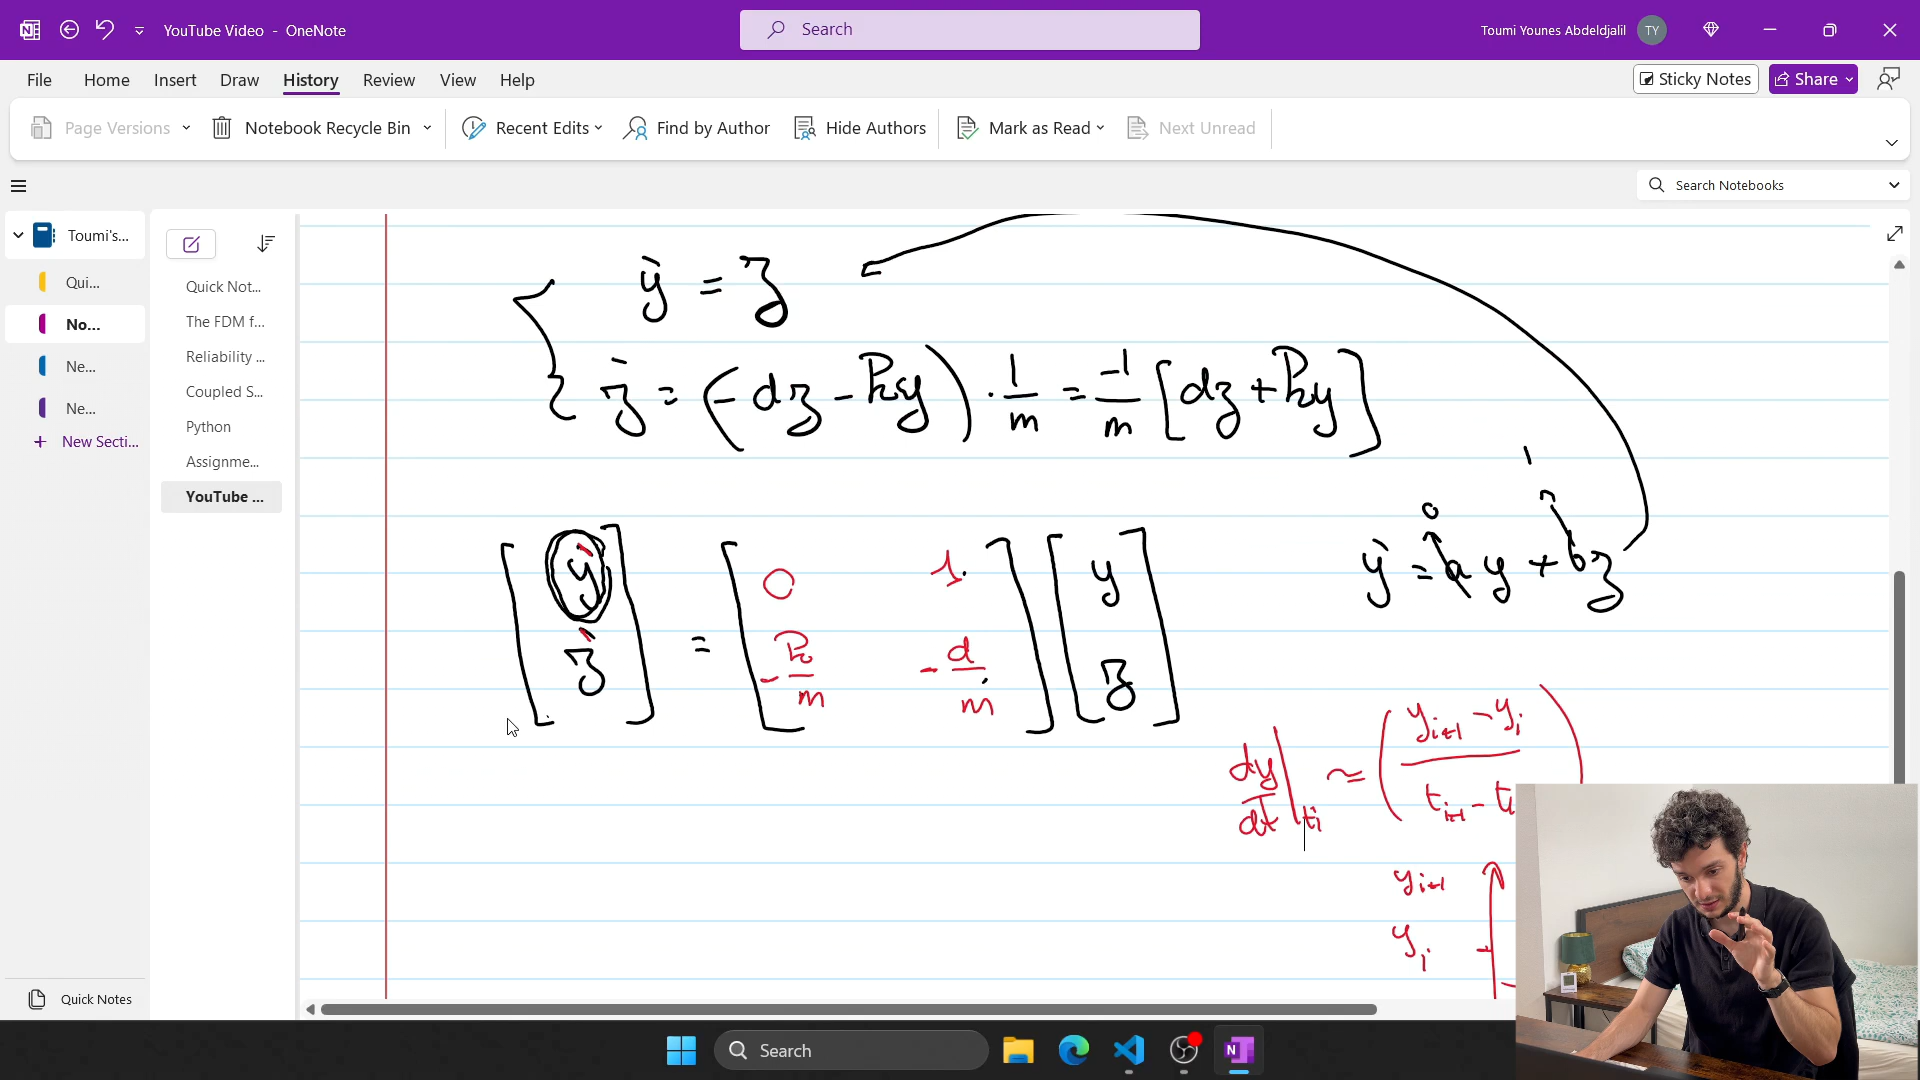 YouTube Video - OneNote
Search
Toumi Younes Abdeldjalil
TY
File Home Insert Draw History Review View Help
Sticky Notes
Share
Page Versions
Notebook Recycle Bin
Recent Edits
Find by Author
Hide Authors
Mark as Read
Next Unread
Search Notebooks
Toumi's...
Qui...
No...
Ne...
Ne...
+ New Secti...
Quick Not...
The FDM f...
Reliability ...
Coupled S...
Python
Assignme...
YouTube ...
ẏ = z
ż = (-dz - ky) · 1/m = -1/m [dz + ky]
[ẏ ż] = [0 1 -k/m -d/m] [y z]
0 1
ẏ = ay + bz
dy/dt | ti ≈ (yi+1 - yi / ti+1 - ti
yi+1
yi
Quick Notes
Search
N